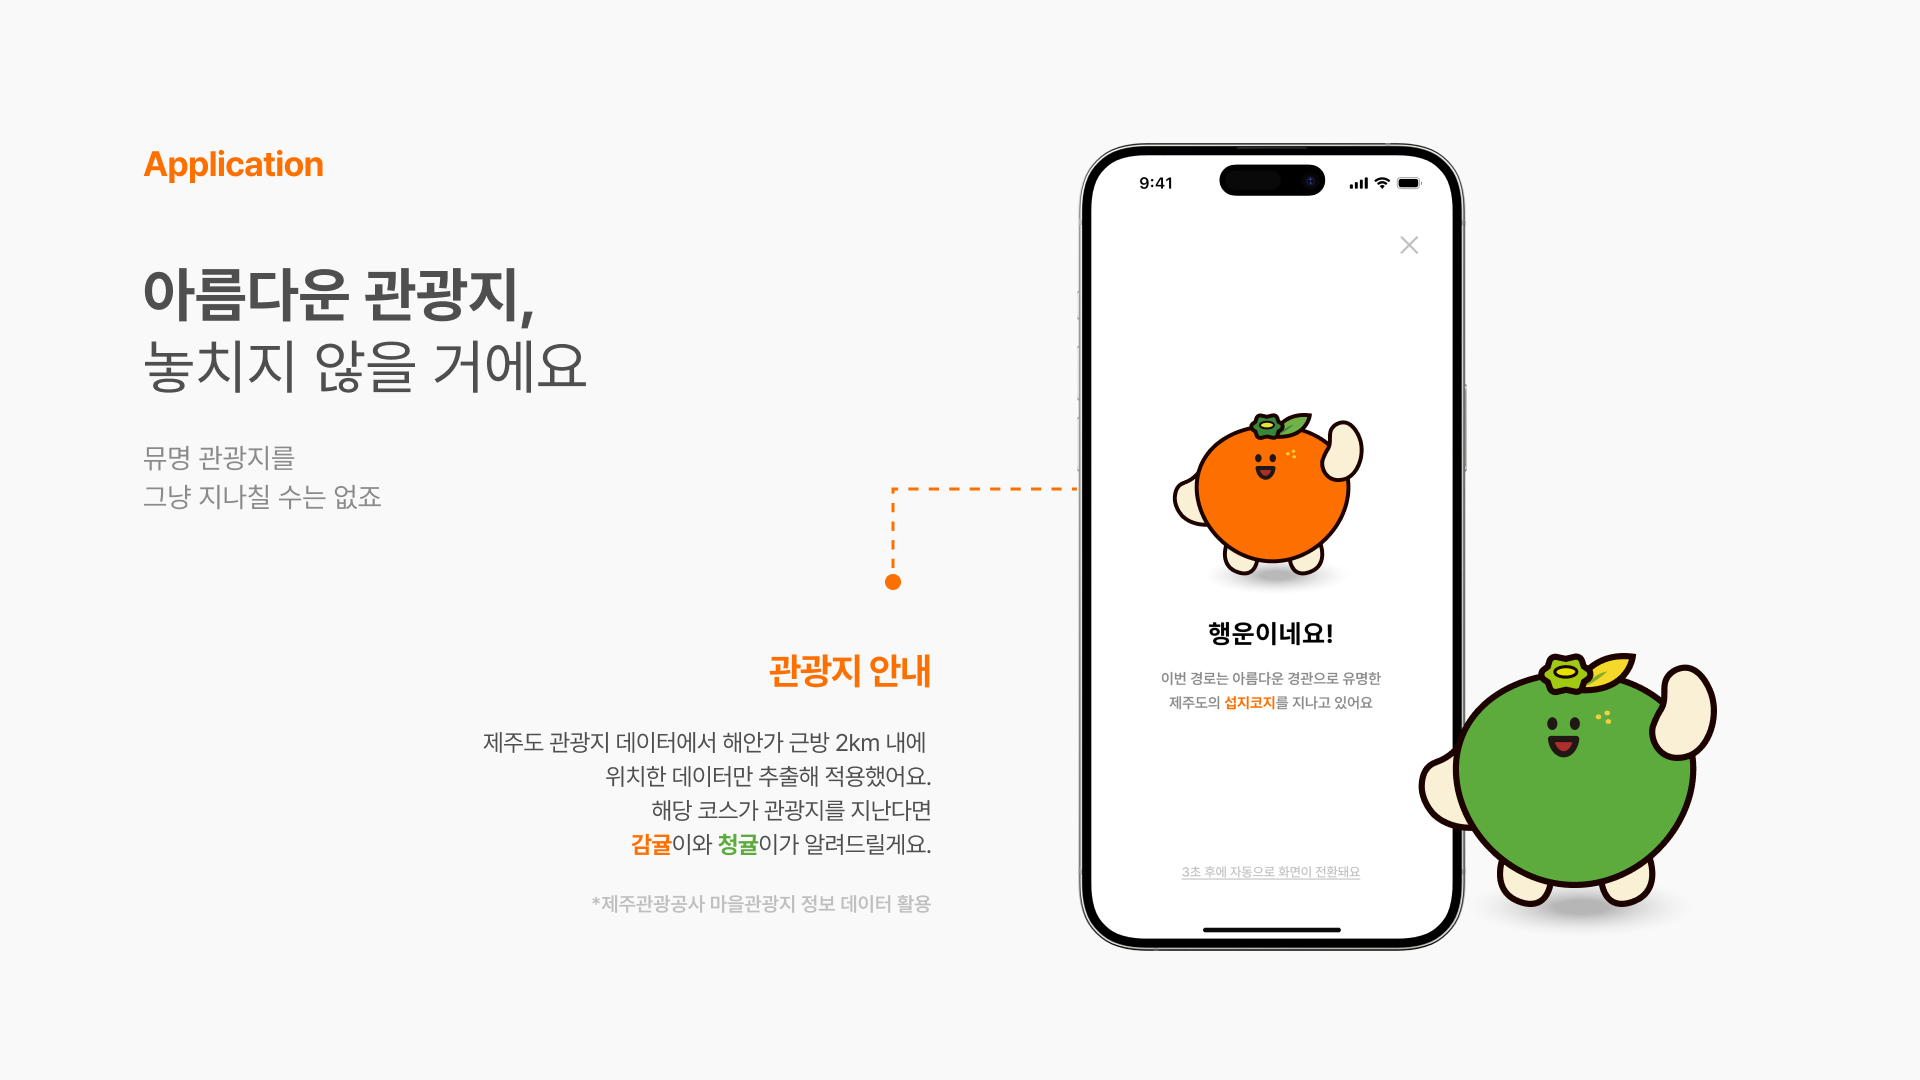 Application
아름다운 관광지,
놓치지 않을 거에요
뮤명 관광지를
그냥 지나칠 수는 없죠
관광지 안내
제주도 관광지 데이터에서 해안가 근방 2km 내에
위치한 데이터만 추출해 적용했어요.
해당 코스가 관광지를 지난다면
감귤이와 청귤이가 알려드릴게요.
*제주관광공사 마을관광지 정보 데이터 활용
9:41
행운이네요!
이번 경로는 아름다운 경관으로 유명한
제주도의 섭지코지를 지나고 있어요
3초 후에 자동으로 화면이 전환돼요